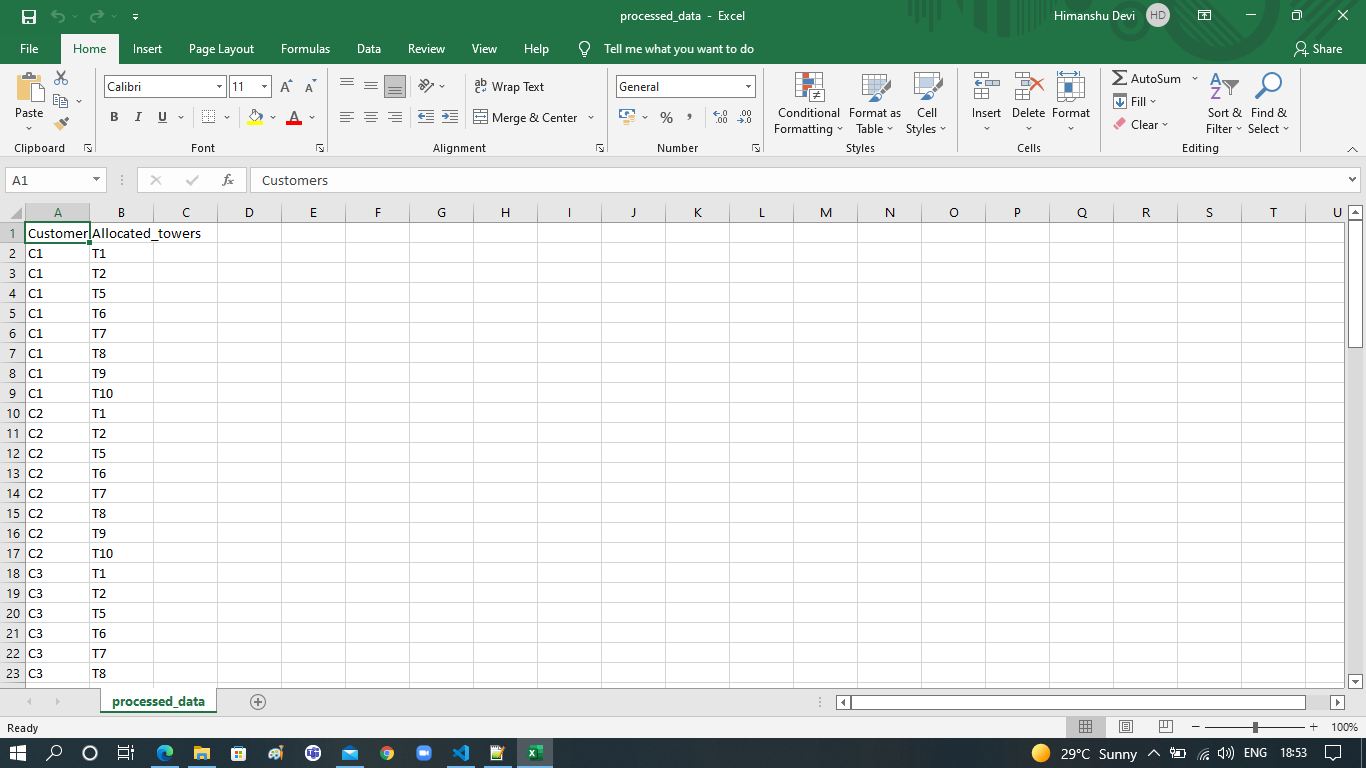 processed_data - Excel
Himanshu Devi HD
File Home Insert Page Layout Formulas Data Review View Help Tell me what you want to do Share
Paste
Clipboard
Calibri 11
B I U A
Font
ab Wrap Text
Merge & Center
Alignment
General
%
Number
Conditional Formatting
Format as Table
Cell Styles
Styles
Insert Delete Format
Cells
AutoSum
Fill
Clear
Sort & Filter
Find & Select
Editing
A1 fx Customers
A B C D E F G H I J K L M N O P Q R S T U
1 Customer Allocated_towers
2 C1 T1
3 C1 T2
4 C1 T5
5 C1 T6
6 C1 T7
7 C1 T8
8 C1 T9
9 C1 T10
10 C2 T1
11 C2 T2
12 C2 T5
13 C2 T6
14 C2 T7
15 C2 T8
16 C2 T9
17 C2 T10
18 C3 T1
19 C3 T2
20 C3 T5
21 C3 T6
22 C3 T7
23 C3 T8
processed_data
Ready 100%
29°C Sunny ENG 18:53